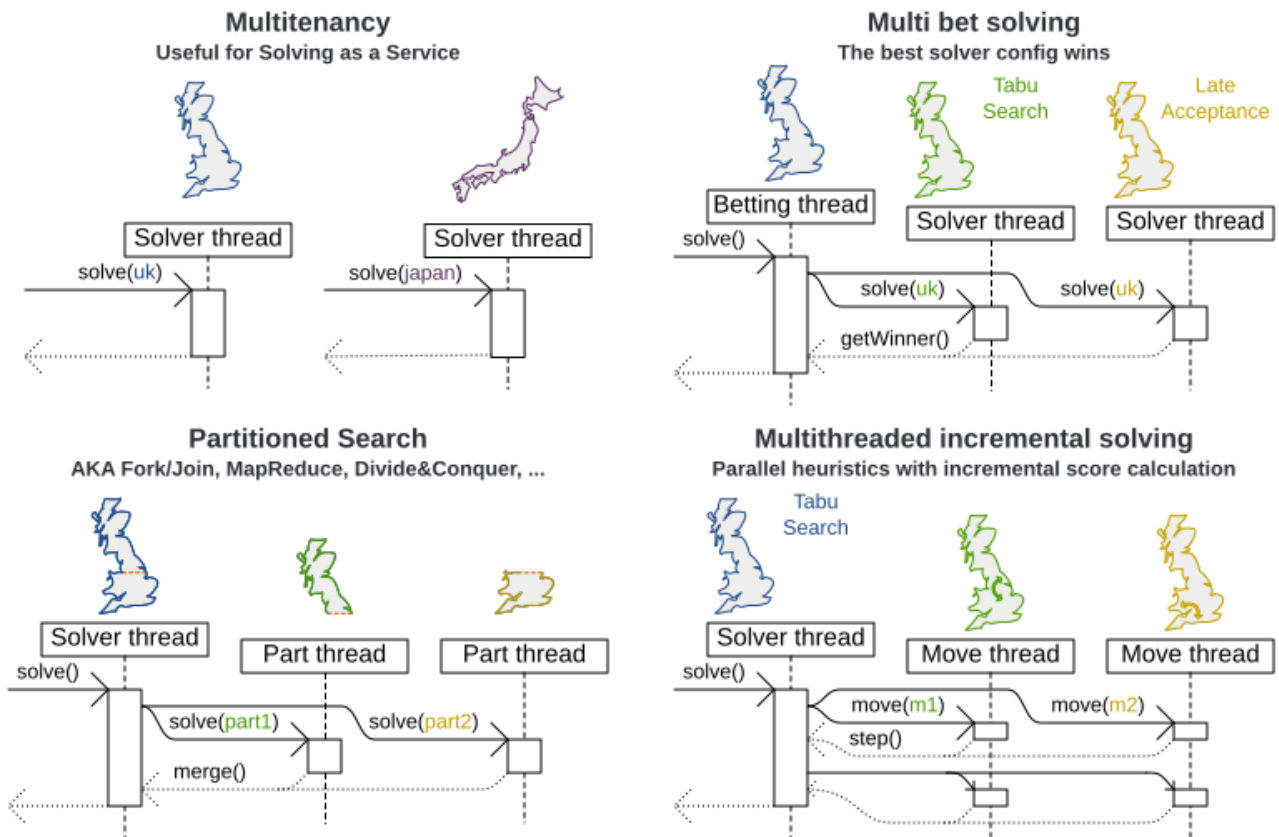 Multitenancy
Useful for Solving as a Service
Solver thread
Solver thread
solve(uk)
solve(japan)
Multi bet solving
The best solver config wins
Tabu
Search
Late
Acceptance
Betting thread
Solver thread
Solver thread
solve()
solve(uk)
solve(uk)
getWinner()
Partitioned Search
AKA Fork/Join, MapReduce, Divide&Conquer, ...
Solver thread
Part thread
Part thread
solve()
solve(part1)
solve(part2)
merge()
Multithreaded incremental solving
Parallel heuristics with incremental score calculation
Tabu
Search
Solver thread
Move thread
Move thread
solve()
move(m1)
move(m2)
step()